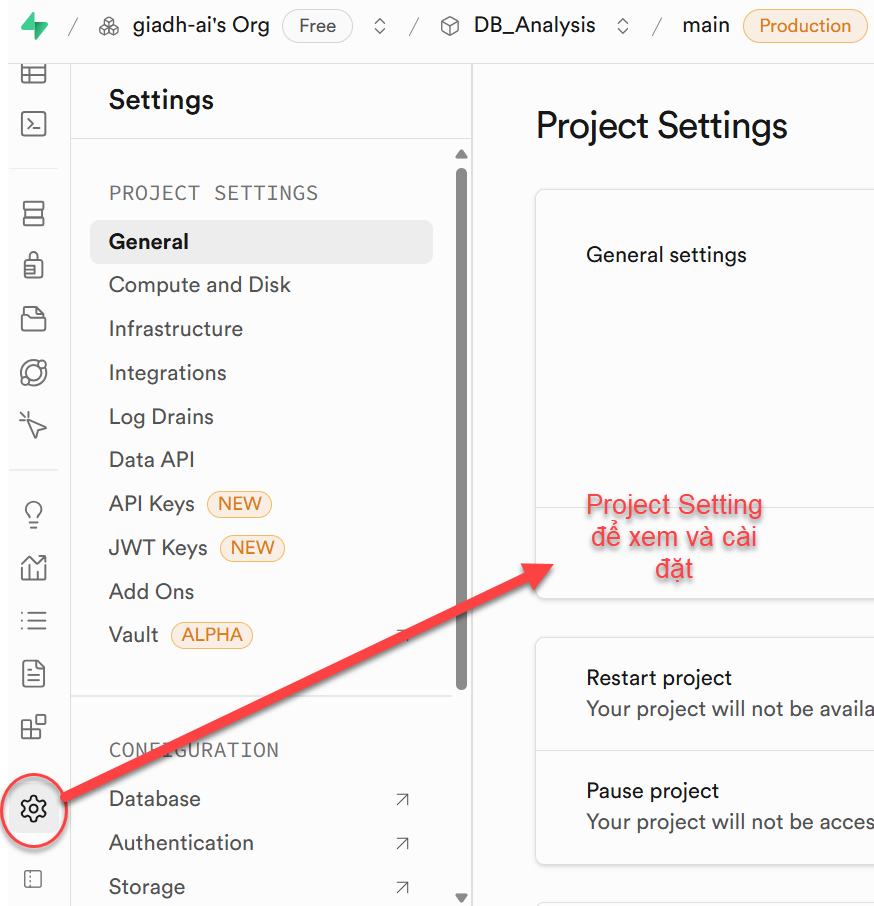 / giadh-ai's Org Free / DB_Analysis / main Production
Settings
PROJECT SETTINGS
General
Compute and Disk
Infrastructure
Integrations
Log Drains
Data API
API Keys NEW
JWT Keys NEW
Add Ons
Vault ALPHA
CONFIGURATION
Database
Authentication
Storage
Project Settings
General settings
Project Setting
để xem và cài
đặt
Restart project
Your project will not be availa
Pause project
Your project will not be acces